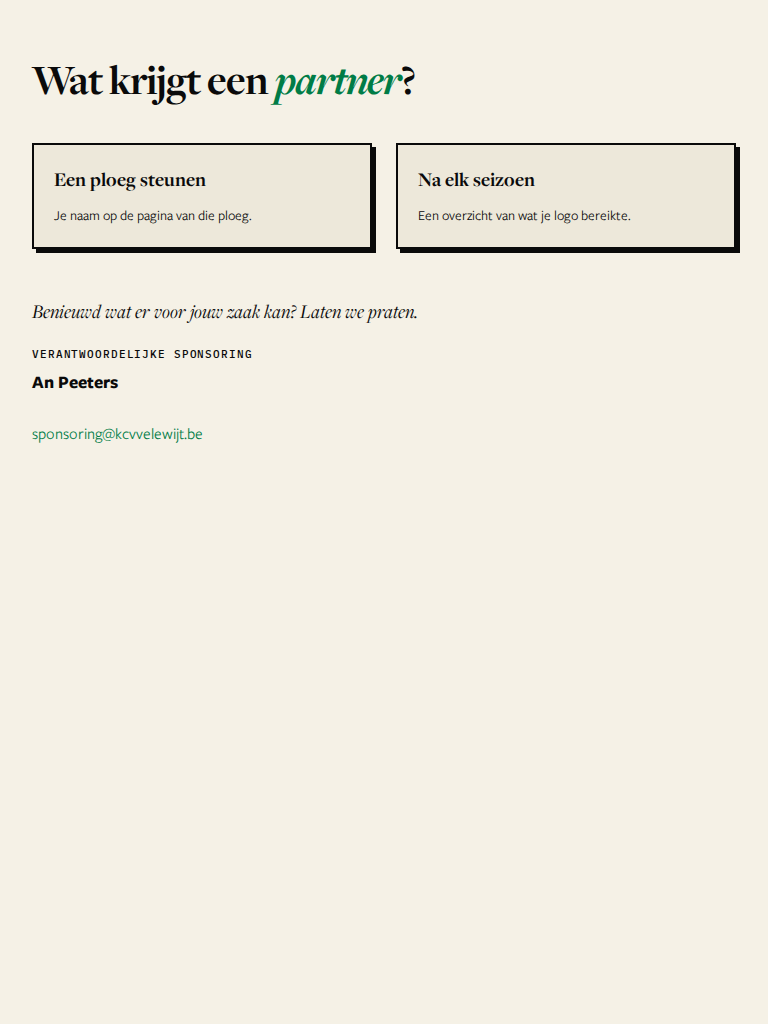 Wat krijgt een partner?
Een ploeg steunen
Je naam op de pagina van die ploeg.
Na elk seizoen
Een overzicht van wat je logo bereikte.
Benieuwd wat er voor jouw zaak kan? Laten we praten.
VERANTWOORDELIJKE SPONSORING
An Peeters
sponsoring@kcvvelewijt.be